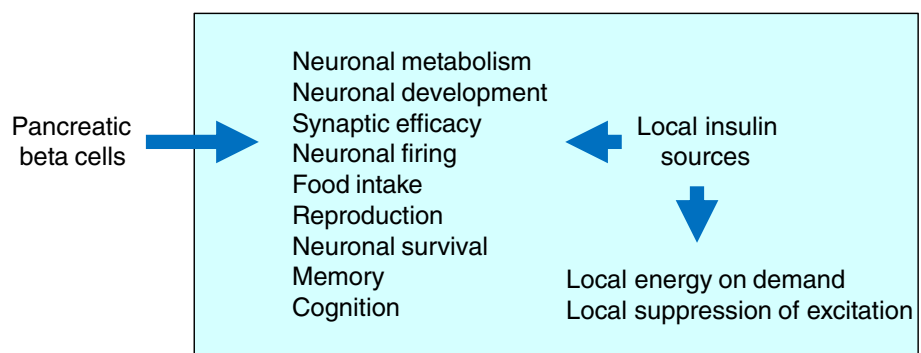 Pancreatic
beta cells
Neuronal metabolism
Neuronal development
Synaptic efficacy
Neuronal firing
Food intake
Reproduction
Neuronal survival
Memory
Cognition
Local insulin
sources
Local energy on demand
Local suppression of excitation